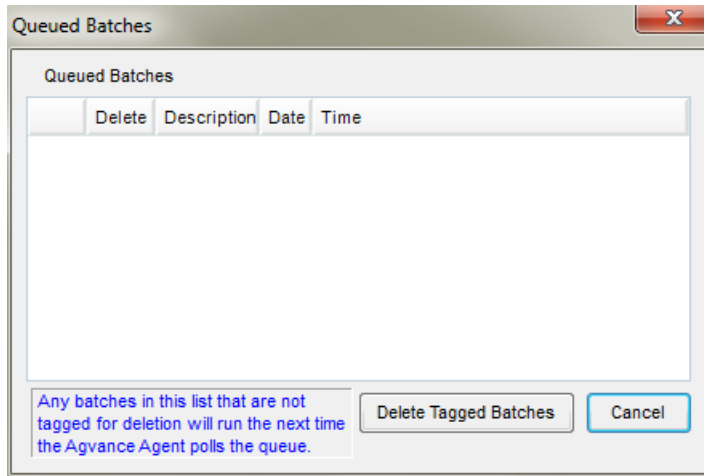 Queued Batches
Queued Batches
Delete Description Date Time
Any batches in this list that are not
tagged for deletion will run the next time
the Agvance Agent polls the queue.
Delete Tagged Batches
Cancel